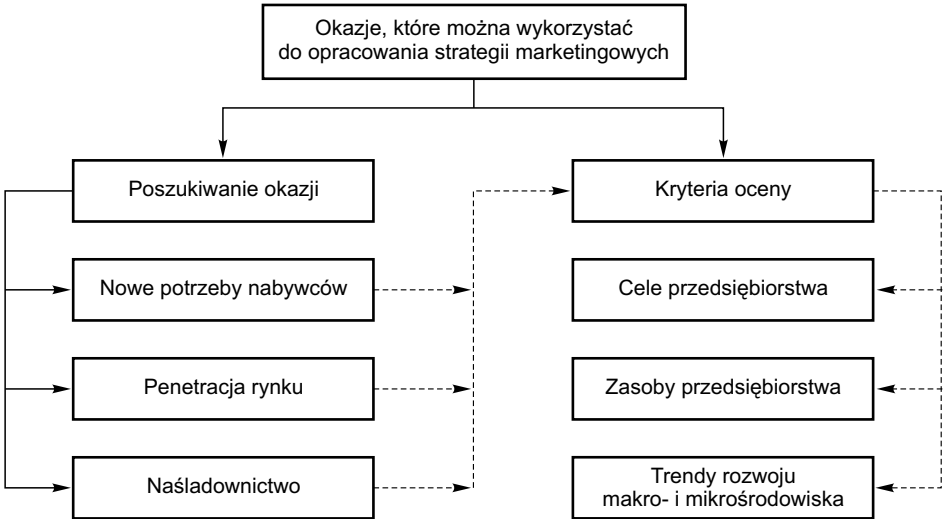 Okazje, które można wykorzystać
do opracowania strategii marketingowych
Poszukiwanie okazji
Kryteria oceny
Nowe potrzeby nabywców
Cele przedsiębiorstwa
Penetracja rynku
Zasoby przedsiębiorstwa
Naśladownictwo
Trendy rozwoju
makro- i mikrośrodowiska